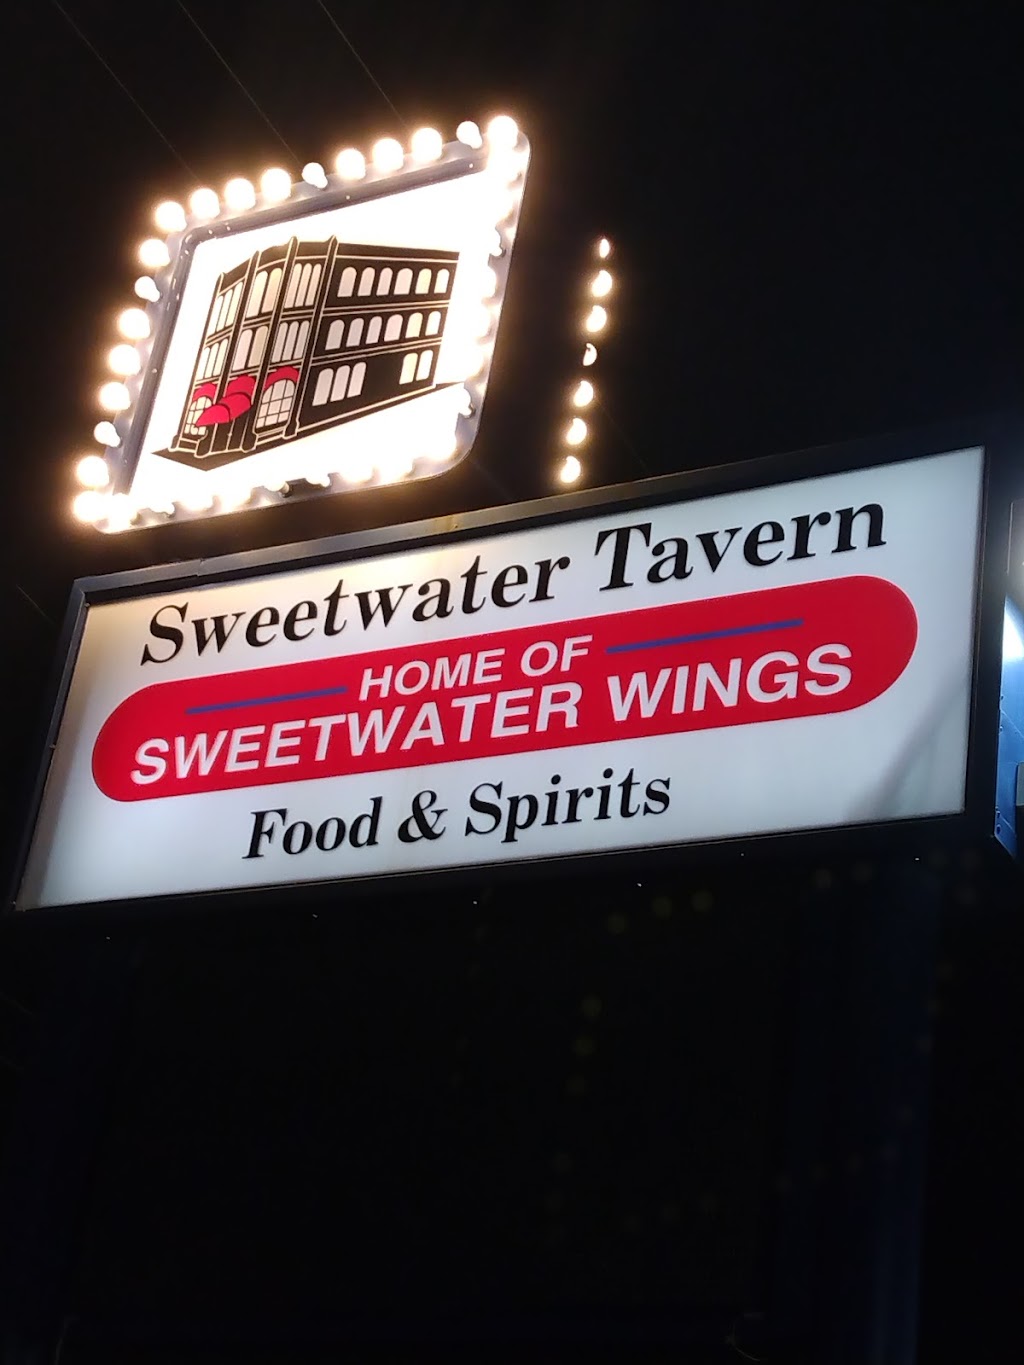 Sweetwater Tavern
HOME OF
SWEETWATER WINGS
Food & Spirits